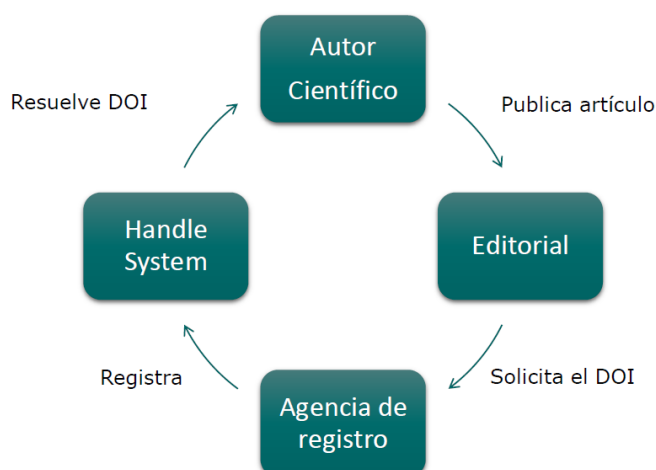 Autor
Científico
Resuelve DOI
Publica artículo
Handle
System
Editorial
Registra
Solicita el DOI
Agencia de
registro